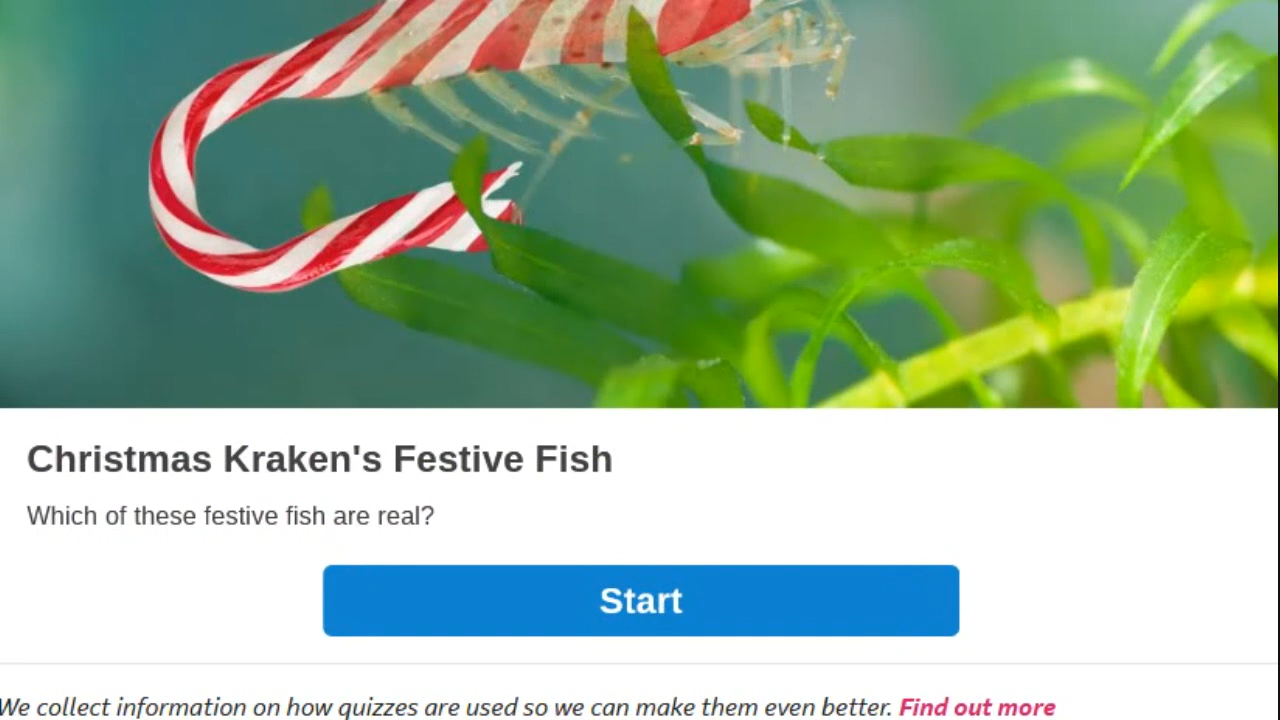 Christmas Kraken's Festive Fish
Which of these festive fish are real?
Start
We collect information on how quizzes are used so we can make them even better. Find out more